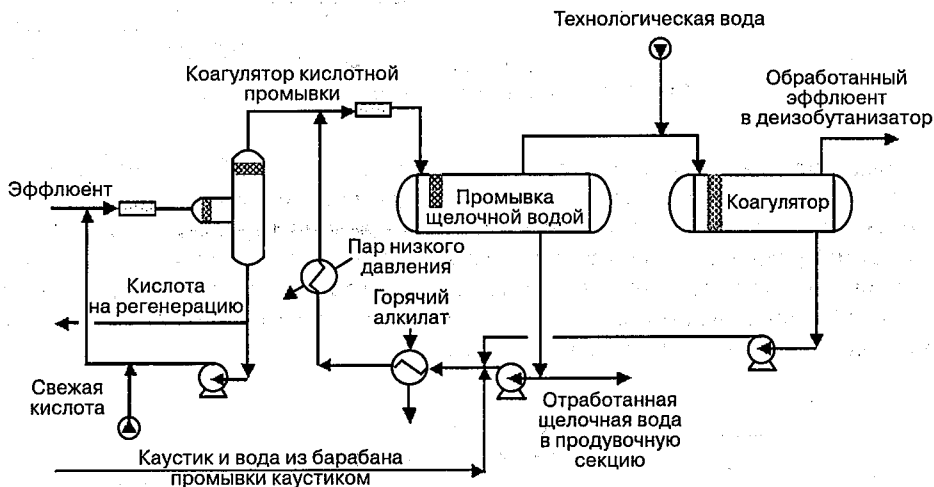 Технологическая вода
Коагулятор кислотной
промывки
Обработанный
эффлюент
в деизобутанизатор
Эффлюент
Промывка
щелочной водой
Коагулятор
Пар низкого
давления
Кислота
на регенерацию
Горячий
алкилат
Свежая
кислота
Отработанная
щелочная вода
в продувочную
секцию
Каустик и вода из барабана
промывки каустиком